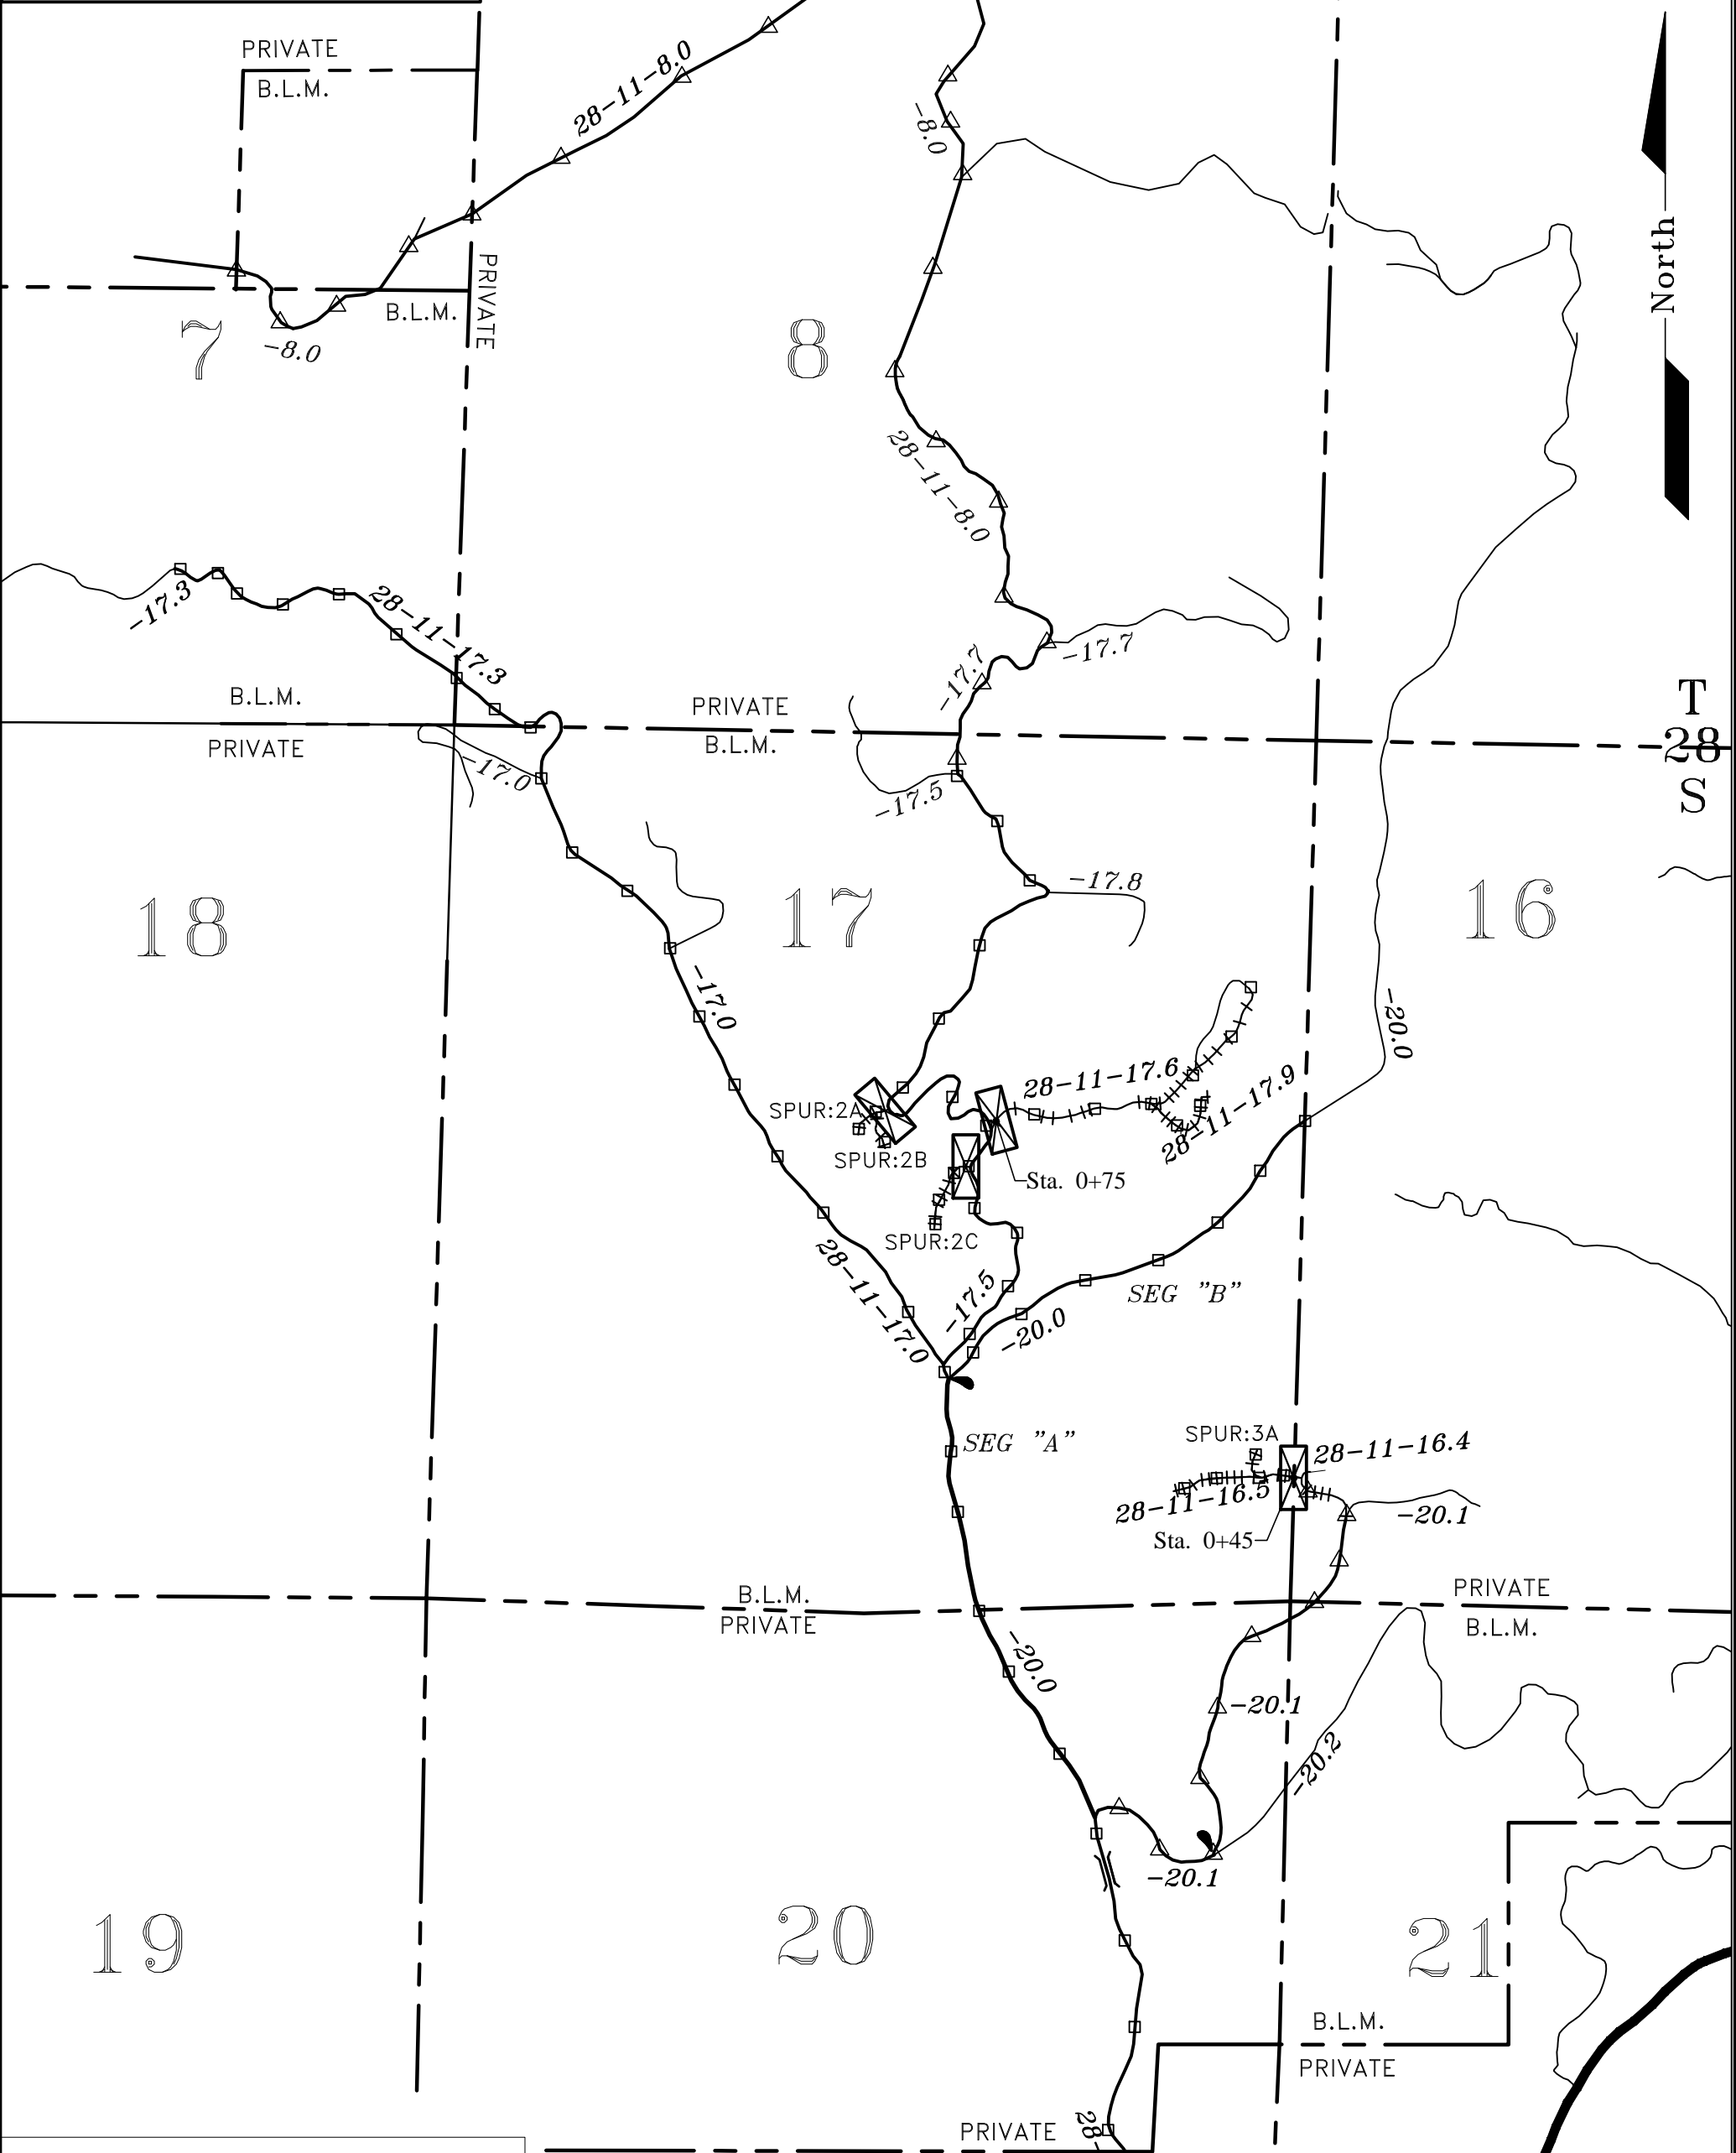 PRIVATE
B.L.M.
28-11-8.0
-8.0
North
PRIVATE
B.L.M.
7
-8.0
8
28-11-8.0
-17.3
28-11-17.3
-17.7
-17.7
B.L.M.
PRIVATE
PRIVATE
B.L.M.
T
28
S
-17.0
-17.5
-17.8
18
17
16
-17.0
-20.0
28-11-17.6
28-11-17.9
SPUR:2A
SPUR:2B
Sta. 0+75
SPUR:2C
28-11-17.0
-17.5
SEG "B"
-20.0
SEG "A"
SPUR:3A
28-11-16.4
28-11-16.5
-20.1
Sta. 0+45
B.L.M.
PRIVATE
PRIVATE
B.L.M.
-20.0
-20.1
-20.2
-20.1
19
20
21
B.L.M.
PRIVATE
28-
PRIVATE